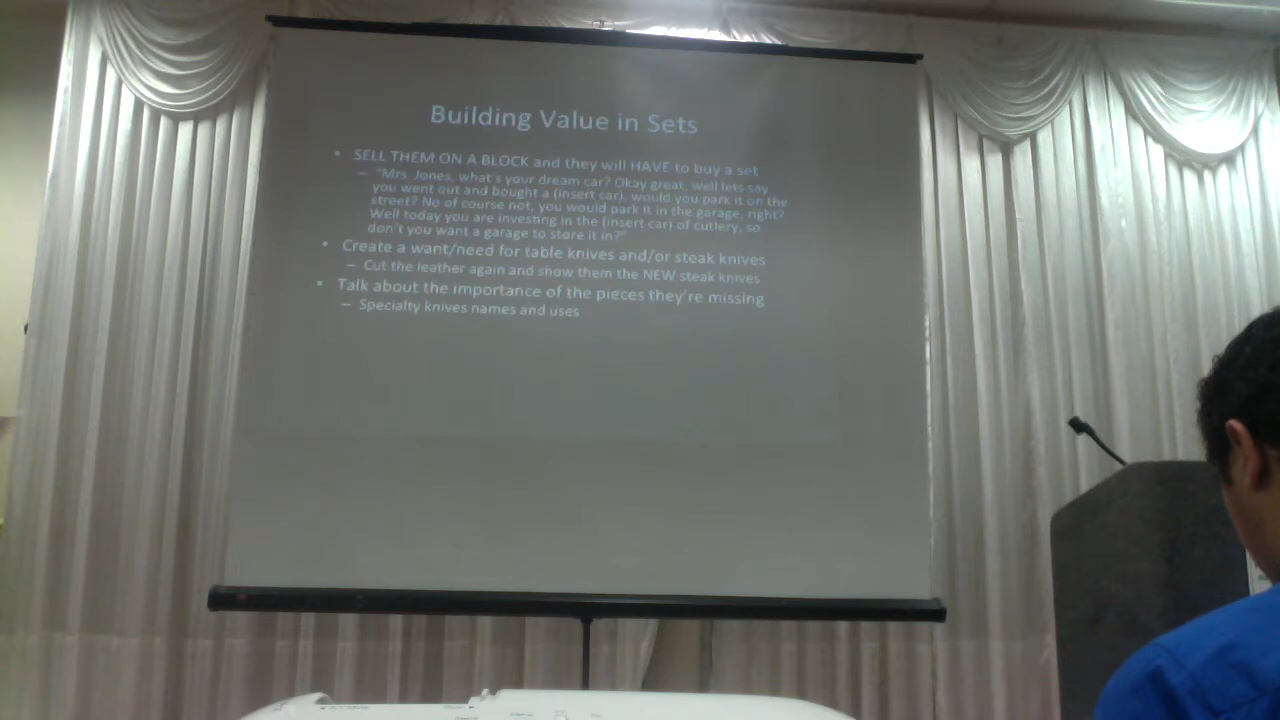 Building Value in Sets
• SELL THEM ON A BLOCK and they will HAVE to buy a set
– "Mrs. Jones, what's your dream car? Okay great, well lets say
you went out and bought a (insert car), would you park it on the
street? No of course not, you would park it in the garage, right?
Well today you are investing in the (insert car) of cutlery, so
don't you want a garage to store it in?"
• Create a want/need for table knives and/or steak knives
– Cut the leather again and show them the NEW steak knives
• Talk about the importance of the pieces they're missing
– Specialty knives names and uses